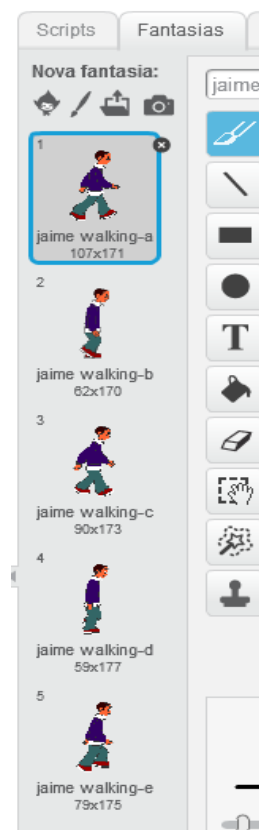 Scripts
Fantasias
Nova fantasia:
jaime
1
jaime walking-a
107x171
2
jaime walking-b
62x170
3
jaime walking-c
90x173
4
jaime walking-d
59x177
5
jaime walking-e
79x175
T